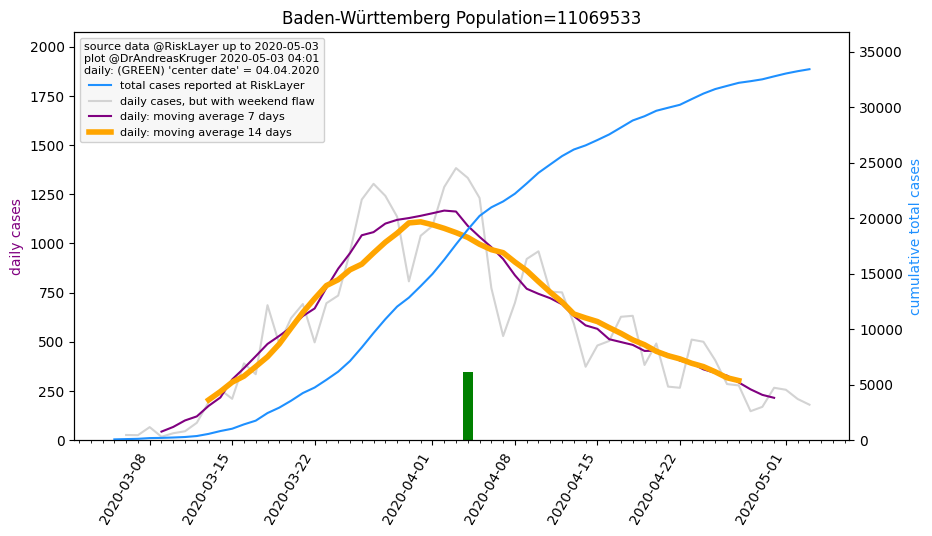 Baden-Württemberg Population=11069533
source data @RiskLayer up to 2020-05-03
plot @DrAndreasKruger 2020-05-03 04:01
daily: (GREEN) 'center date' = 04.04.2020
total cases reported at RiskLayer
daily cases, but with weekend flaw
daily: moving average 7 days
daily: moving average 14 days
daily cases
2000
1750
1500
1250
1000
750
500
250
0
cumulative total cases
35000
30000
25000
20000
15000
10000
5000
0
2020-03-08
2020-03-15
2020-03-22
2020-04-01
2020-04-08
2020-04-15
2020-04-22
2020-05-01